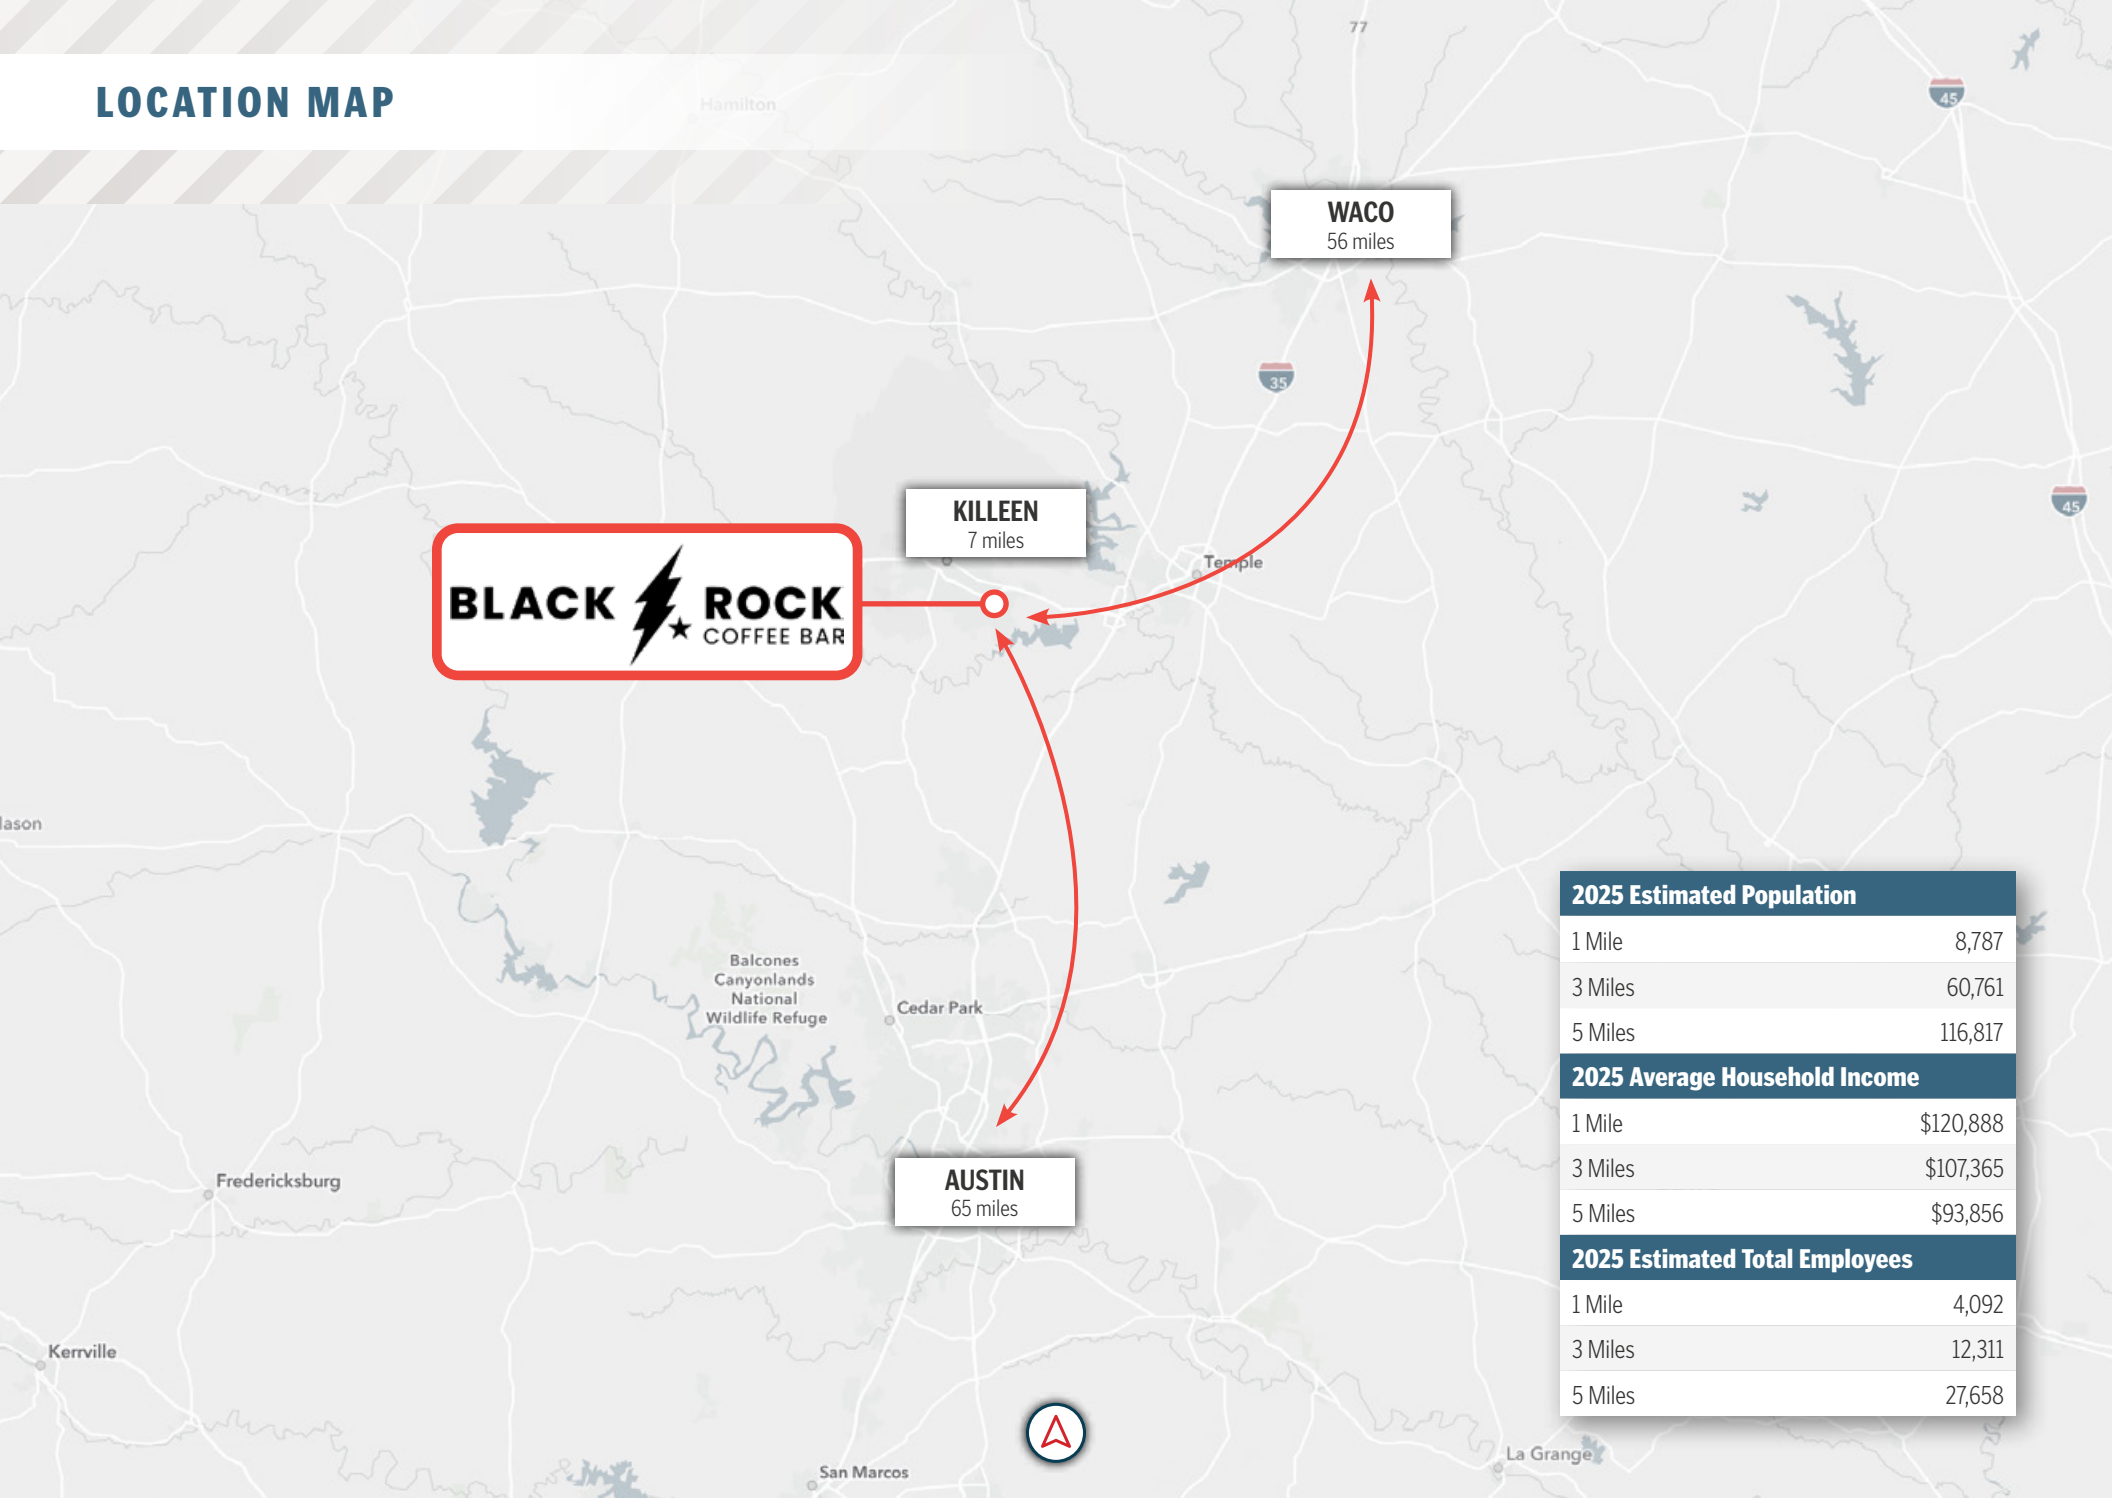 LOCATION MAP
Hamilton
77
45
WACO
56 miles
35
KILLEEN
7 miles
45
Temple
BLACK ROCK
COFFEE BAR
lason
Balcones
Canyonlands
National
Wildlife Refuge
Cedar Park
Fredericksburg
AUSTIN
65 miles
Kerrville
San Marcos
La Grange
2025 Estimated Population
1 Mile 8,787
3 Miles 60,761
5 Miles 116,817
2025 Average Household Income
1 Mile $120,888
3 Miles $107,365
5 Miles $93,856
2025 Estimated Total Employees
1 Mile 4,092
3 Miles 12,311
5 Miles 27,658